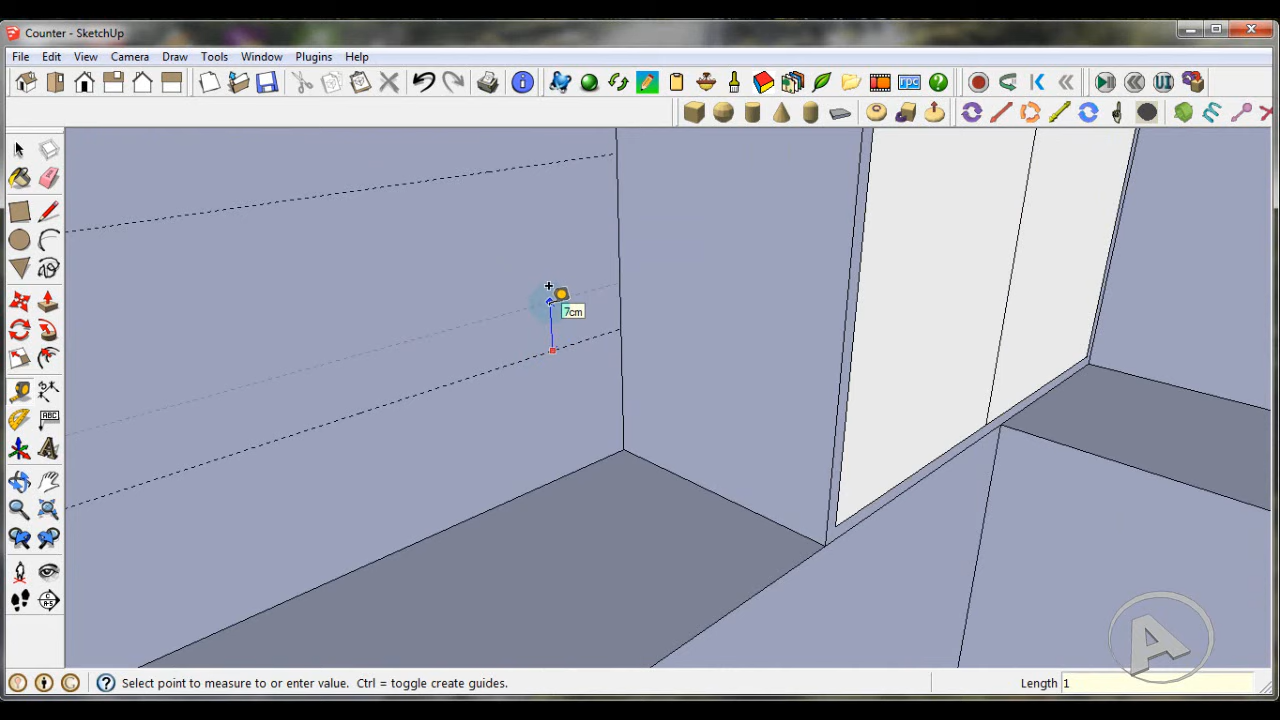 Counter - SketchUp
File Edit View Camera Draw Tools Window Plugins Help
7cm
ABC
A
Select point to measure to or enter value. Ctrl = toggle create guides.
Length 1